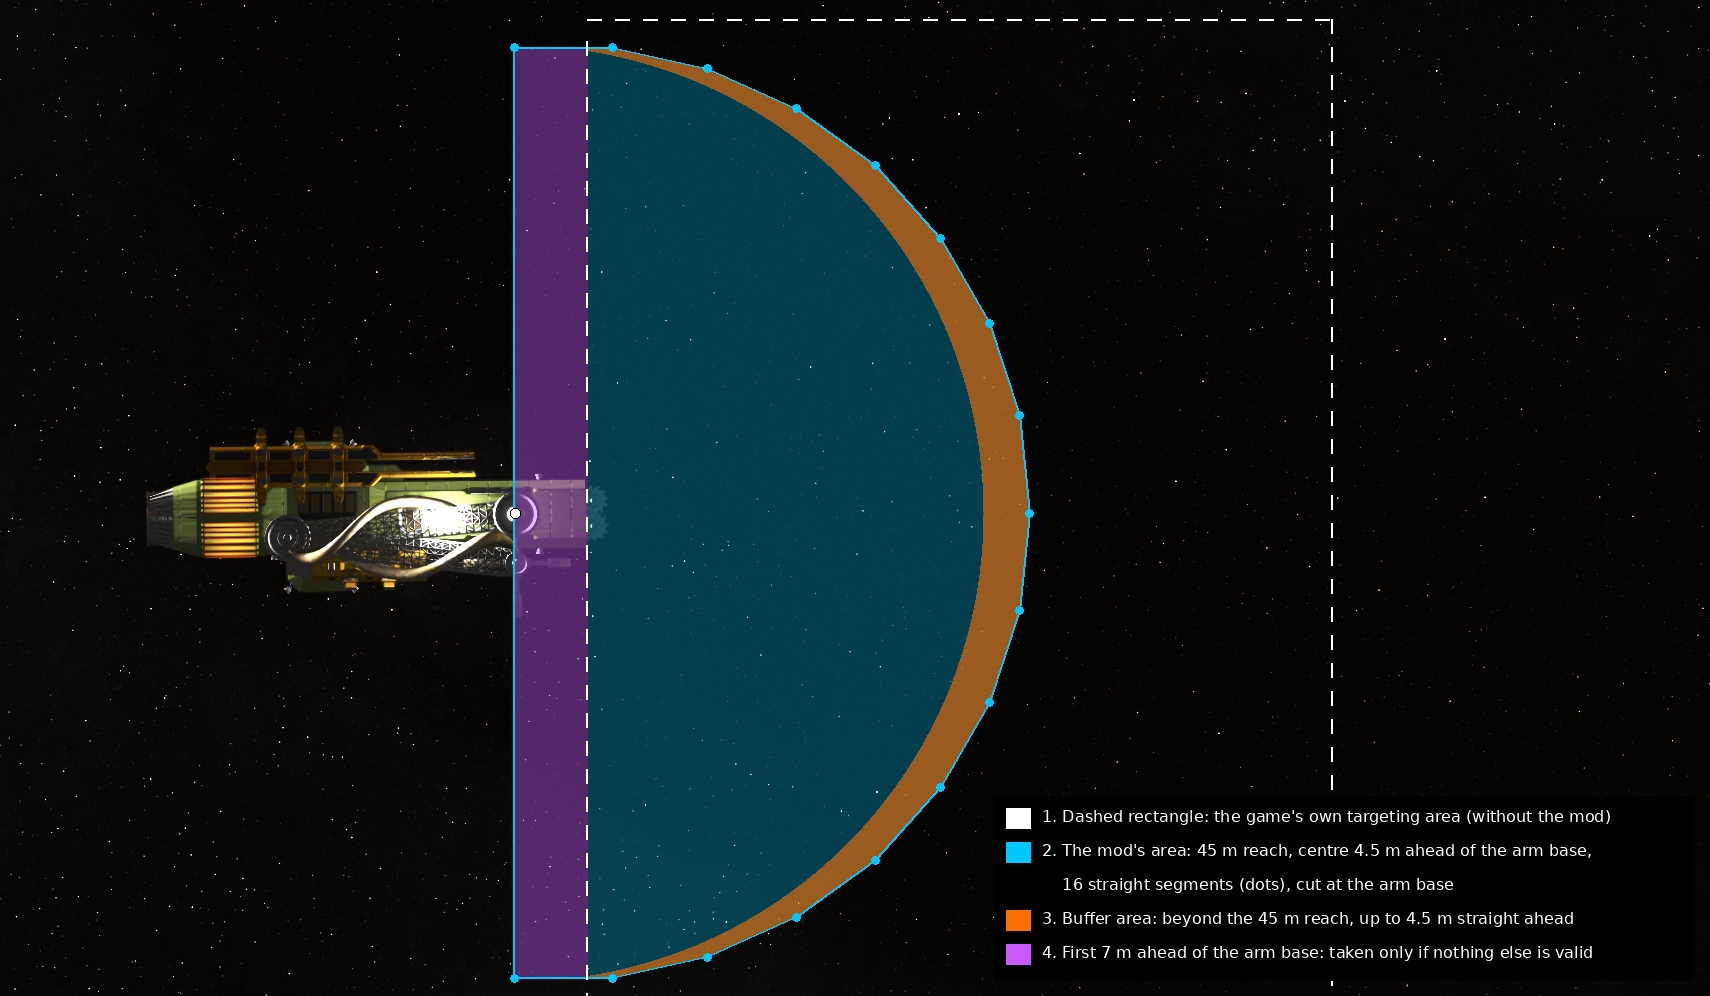 1. Dashed rectangle: the game's own targeting area (without the mod)
2. The mod's area: 45 m reach, centre 4.5 m ahead of the arm base,
16 straight segments (dots), cut at the arm base
3. Buffer area: beyond the 45 m reach, up to 4.5 m straight ahead
4. First 7 m ahead of the arm base: taken only if nothing else is valid